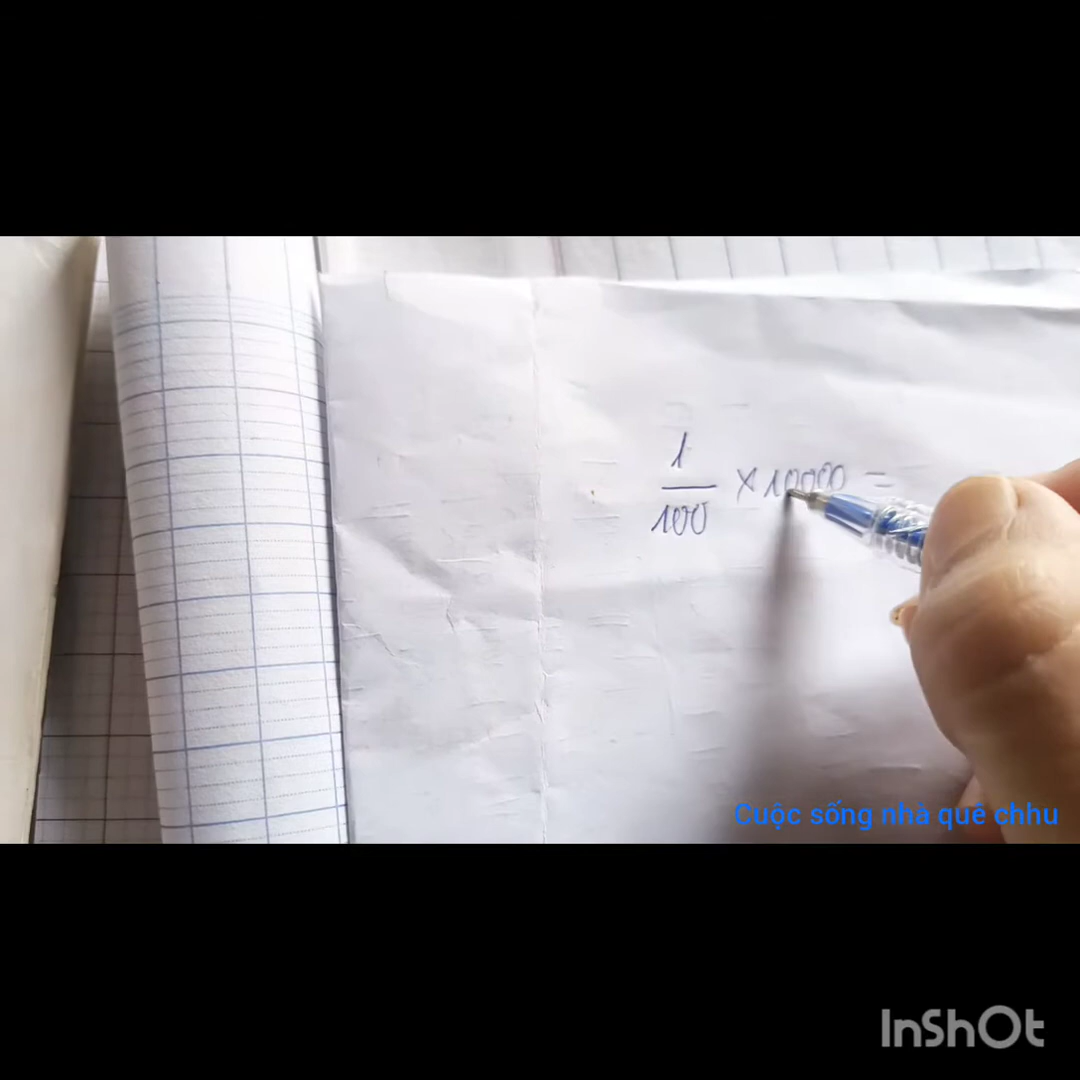 1
100
× 10000 =
Cuộc sống nhà quê chhu
InShOt